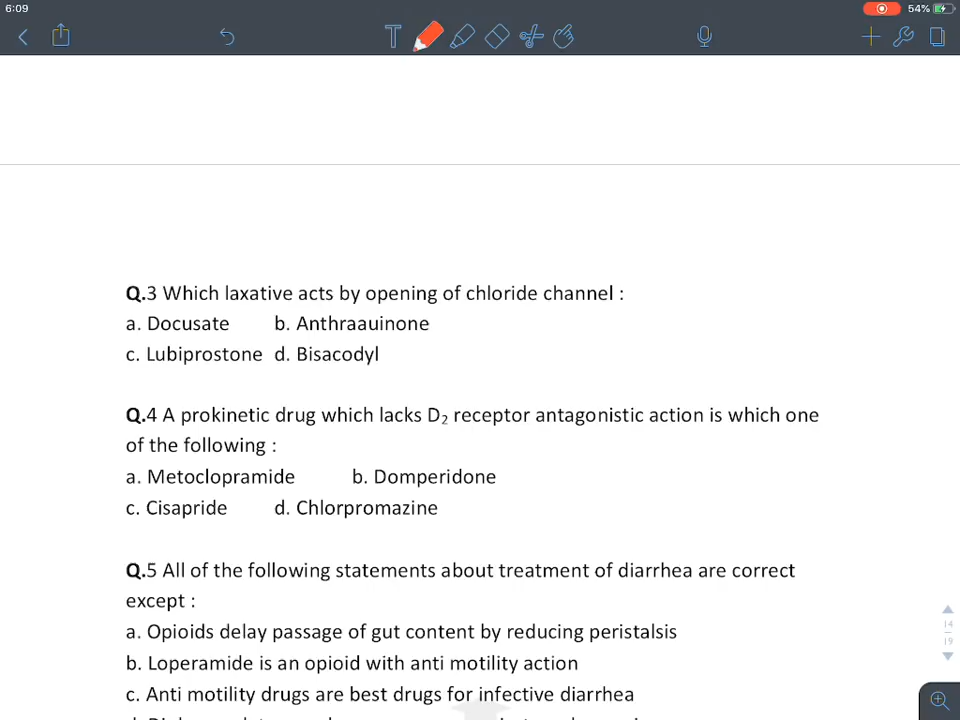 6:09
54%
T
Q.3 Which laxative acts by opening of chloride channel :
a. Docusate b. Anthraauinone
c. Lubiprostone d. Bisacodyl
Q.4 A prokinetic drug which lacks D2 receptor antagonistic action is which one
of the following :
a. Metoclopramide b. Domperidone
c. Cisapride d. Chlorpromazine
Q.5 All of the following statements about treatment of diarrhea are correct
except :
a. Opioids delay passage of gut content by reducing peristalsis
b. Loperamide is an opioid with anti motility action
c. Anti motility drugs are best drugs for infective diarrhea
14
19